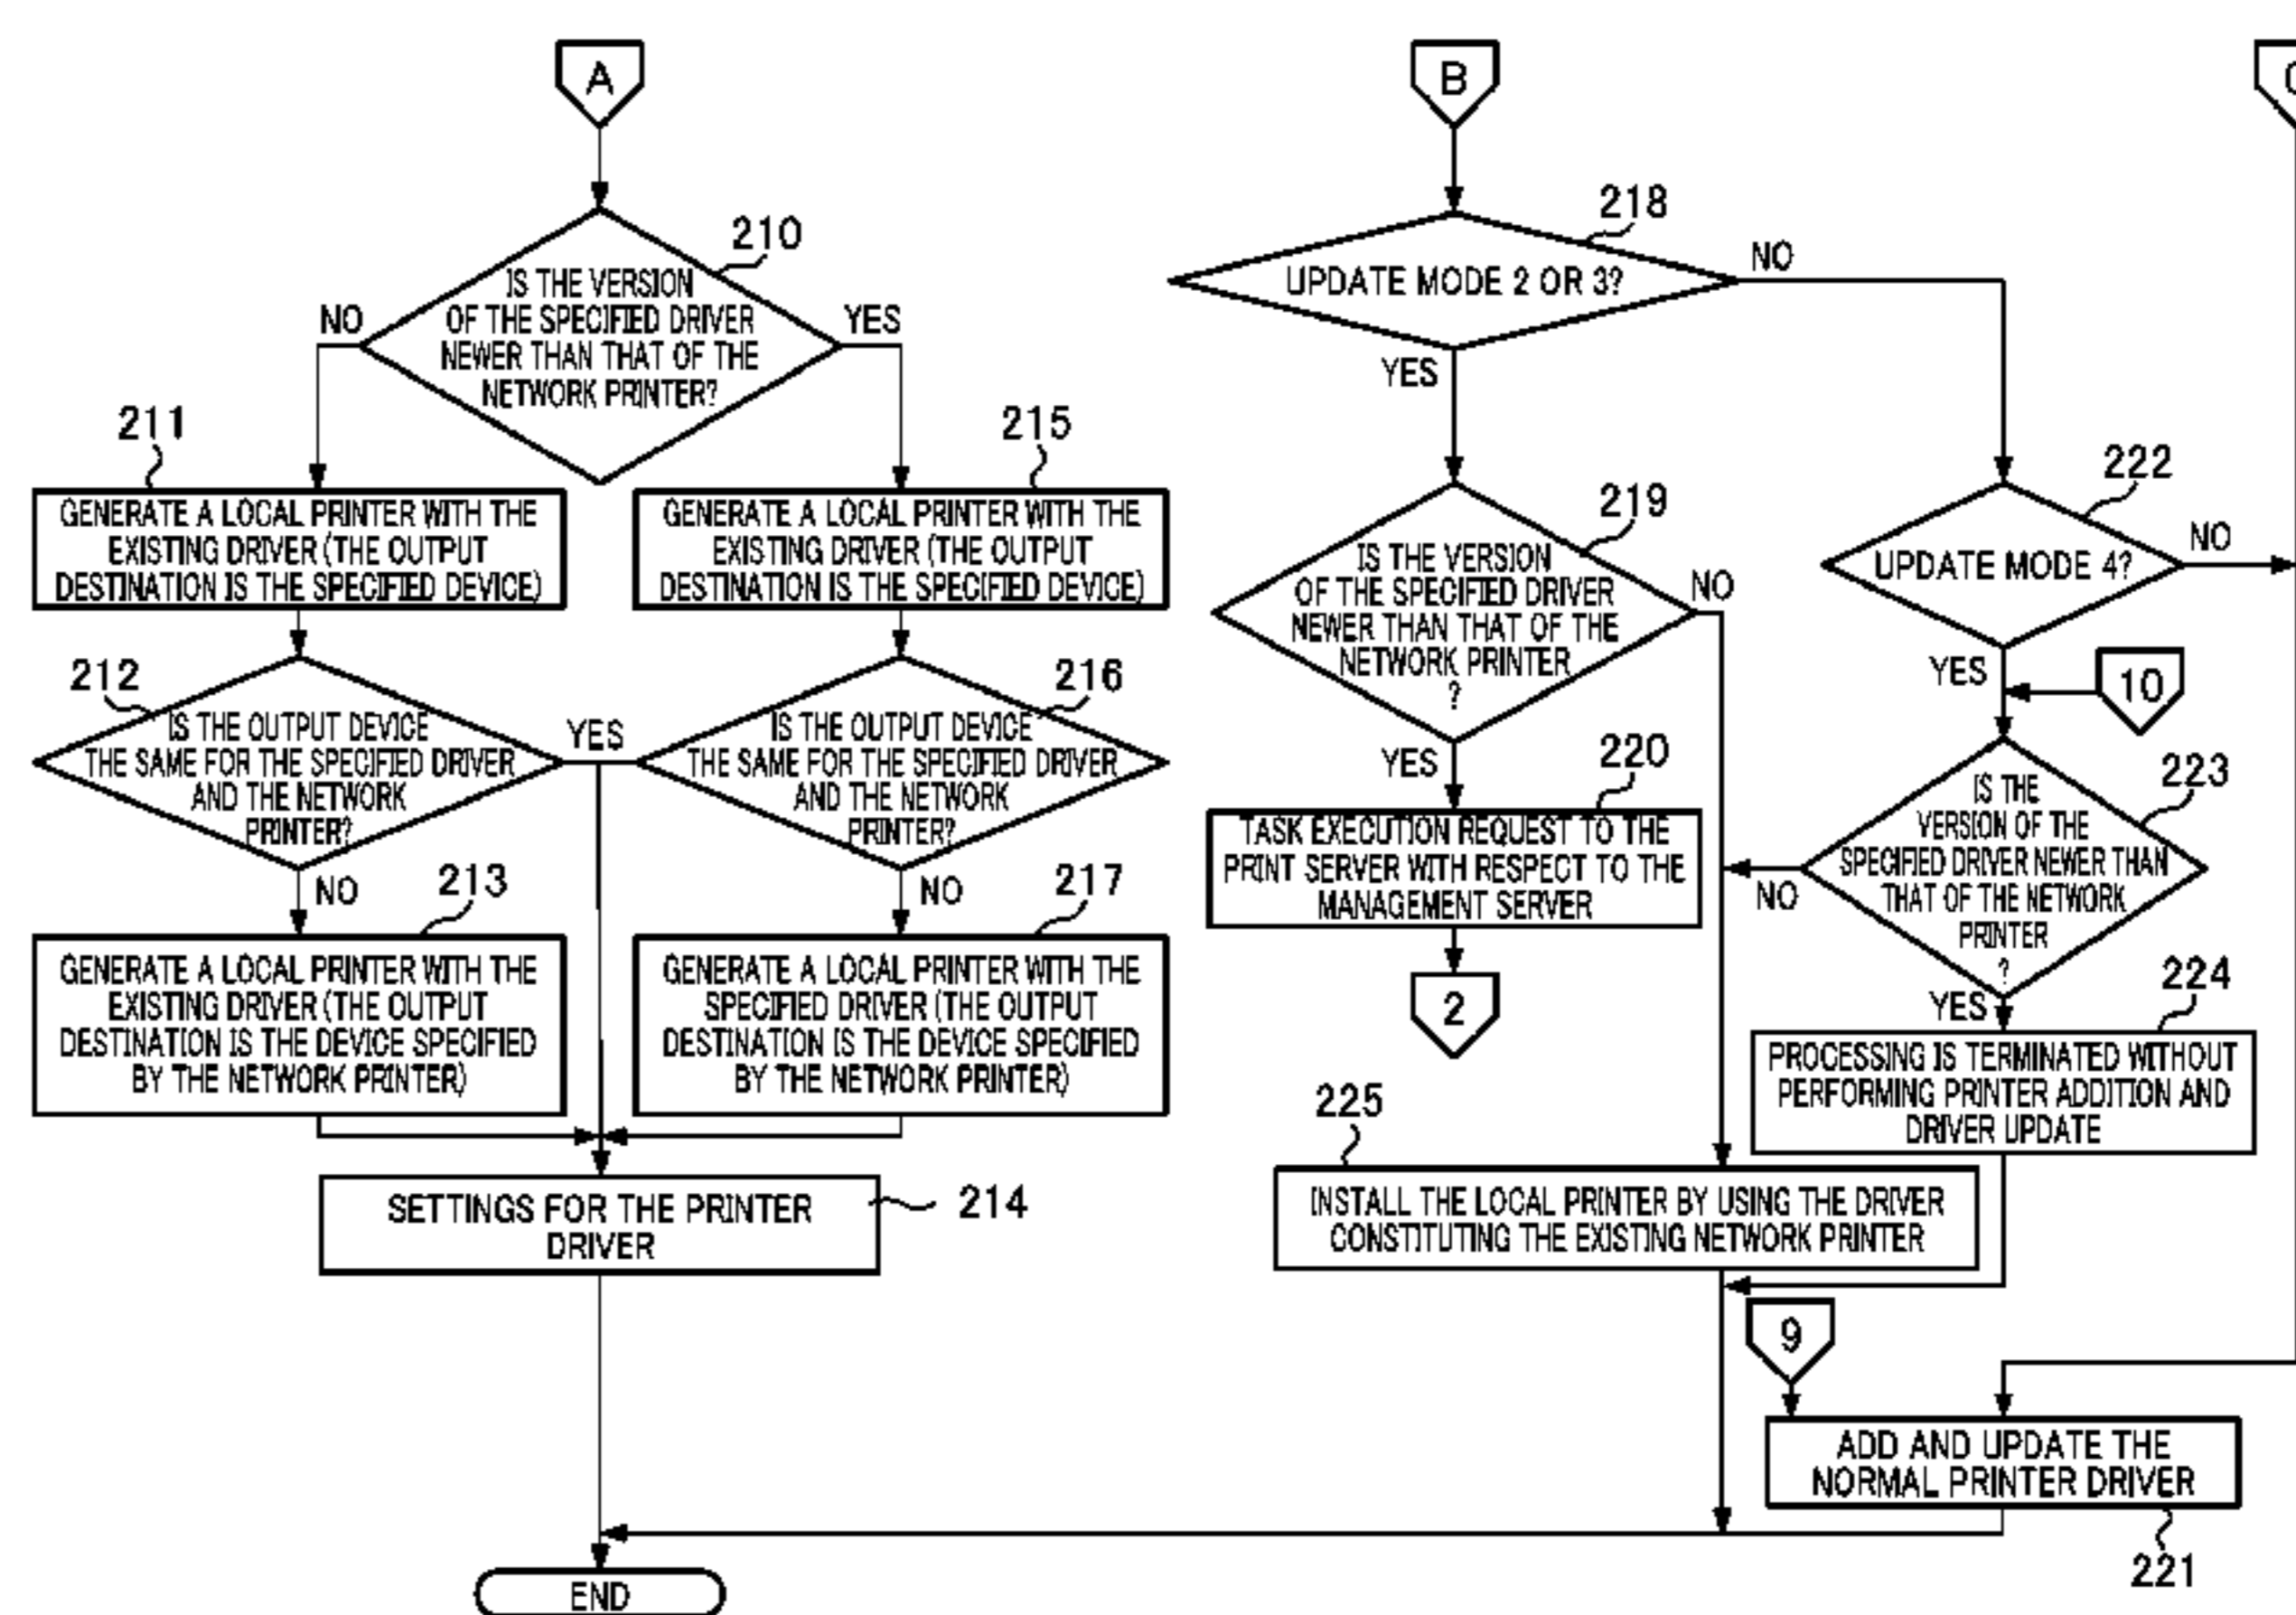 A
210
IS THE VERSION
OF THE SPECIFIED DRIVER
NEWER THAN THAT OF THE
NETWORK PRINTER?
NO
YES
211
GENERATE A LOCAL PRINTER WITH THE
EXISTING DRIVER (THE OUTPUT
DESTINATION IS THE SPECIFIED DEVICE)
215
GENERATE A LOCAL PRINTER WITH THE
EXISTING DRIVER (THE OUTPUT
DESTINATION IS THE SPECIFIED DEVICE)
212
IS THE OUTPUT DEVICE
THE SAME FOR THE SPECIFIED DRIVER
AND THE NETWORK
PRINTER?
YES
216
IS THE OUTPUT DEVICE
THE SAME FOR THE SPECIFIED DRIVER
AND THE NETWORK
PRINTER?
NO
213
GENERATE A LOCAL PRINTER WITH THE
EXISTING DRIVER (THE OUTPUT
DESTINATION IS THE DEVICE SPECIFIED
BY THE NETWORK PRINTER)
NO
217
GENERATE A LOCAL PRINTER WITH THE
SPECIFIED DRIVER (THE OUTPUT
DESTINATION IS THE DEVICE SPECIFIED
BY THE NETWORK PRINTER)
SETTINGS FOR THE PRINTER
DRIVER
214
END
B
218
UPDATE MODE 2 OR 3?
NO
YES
219
IS THE VERSION
OF THE SPECIFIED DRIVER
NEWER THAN THAT OF THE
NETWORK PRINTER
?
NO
YES
220
TASK EXECUTION REQUEST TO THE
PRINT SERVER WITH RESPECT TO THE
MANAGEMENT SERVER
2
222
UPDATE MODE 4?
NO
YES
10
223
IS THE
VERSION OF THE
SPECIFIED DRIVER NEWER THAN
THAT OF THE NETWORK
PRINTER
?
NO
YES
224
PROCESSING IS TERMINATED WITHOUT
PERFORMING PRINTER ADDITION AND
DRIVER UPDATE
225
INSTALL THE LOCAL PRINTER BY USING THE DRIVER
CONSTITUTING THE EXISTING NETWORK PRINTER
9
ADD AND UPDATE THE
NORMAL PRINTER DRIVER
221